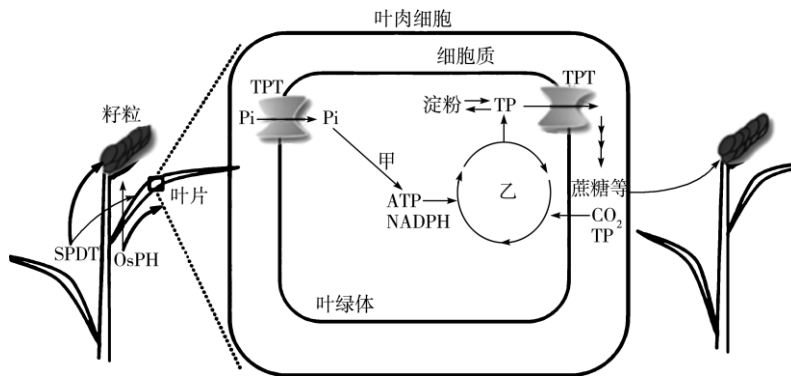 叶肉细胞
细胞质
TPT
TPT
籽粒
Pi
Pi
淀粉
TP
甲
叶片
乙
蔗糖等
ATP
NADPH
CO2
TP
SPDT
OsPH
叶绿体